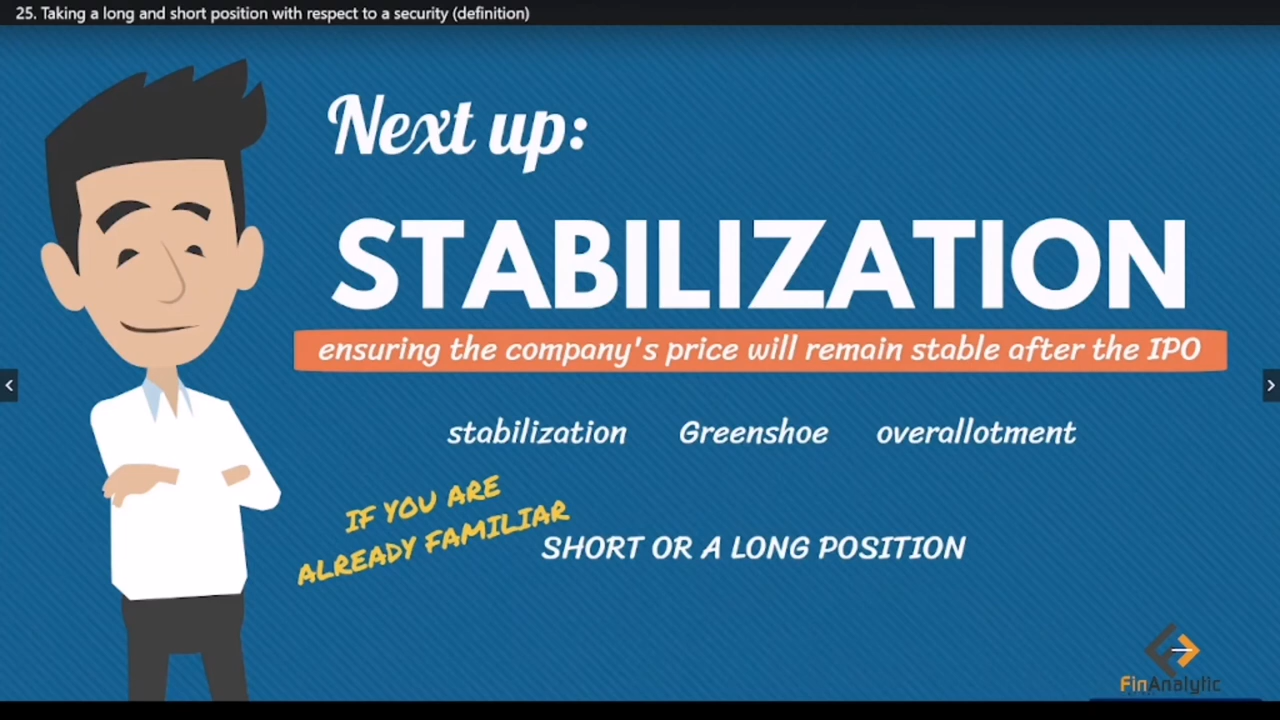 25. Taking a long and short position with respect to a security (definition)
Next up:
STABILIZATION
ensuring the company's price will remain stable after the IPO
stabilization Greenshoe overallotment
IF YOU ARE
ALREADY FAMILIAR
SHORT OR A LONG POSITION
FinAnalytic